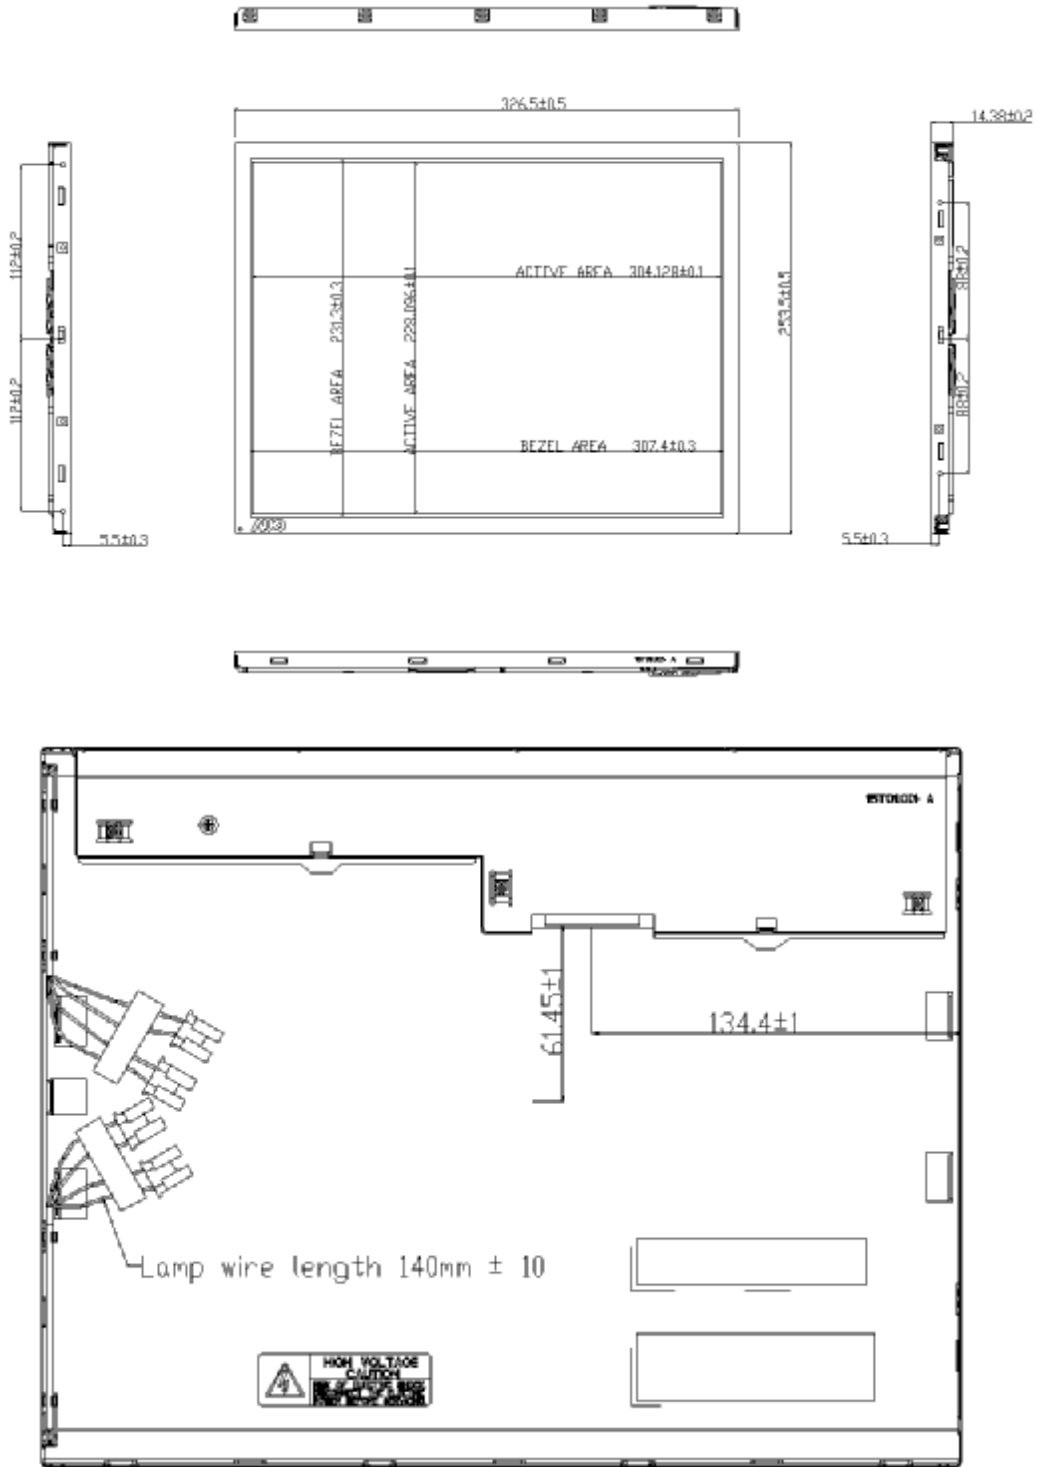 326.5±0.5
14.38±0.2
112±0.2
112±0.2
ACTIVE AREA 304.128±0.1
BEZEL AREA 231.3±0.3
ACTIVE AREA 228.096±0.1
BEZEL AREA 307.4±0.3
253.5±0.5
88±0.2
88±0.2
AUO
5.5±0.3
5.5±0.3
A
A
61.45±1
134.4±1
Lamp wire length 140mm ± 10
HIGH VOLTAGE
CAUTION